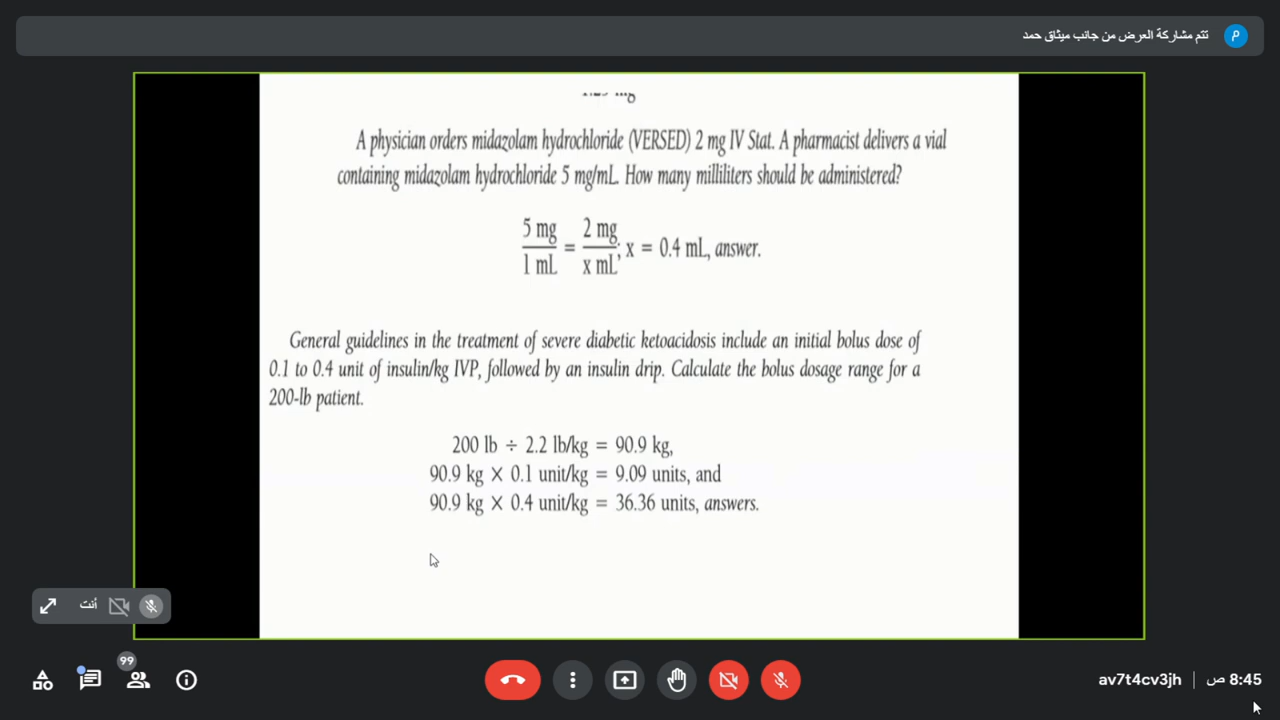 تتم مشاركة العرض من جانب ميثاق حمد
م
A physician orders midazolam hydrochloride (VERSED) 2 mg IV Stat. A pharmacist delivers a vial
containing midazolam hydrochloride 5 mg/mL. How many milliliters should be administered?
5 mg / 1 mL = 2 mg / x mL; x = 0.4 mL, answer.
General guidelines in the treatment of severe diabetic ketoacidosis include an initial bolus dose of
0.1 to 0.4 unit of insulin/kg IVP, followed by an insulin drip. Calculate the bolus dosage range for a
200-lb patient.
200 lb ÷ 2.2 lb/kg = 90.9 kg,
90.9 kg × 0.1 unit/kg = 9.09 units, and
90.9 kg × 0.4 unit/kg = 36.36 units, answers.
أنت
99
av7t4cv3jh | 8:45 ص